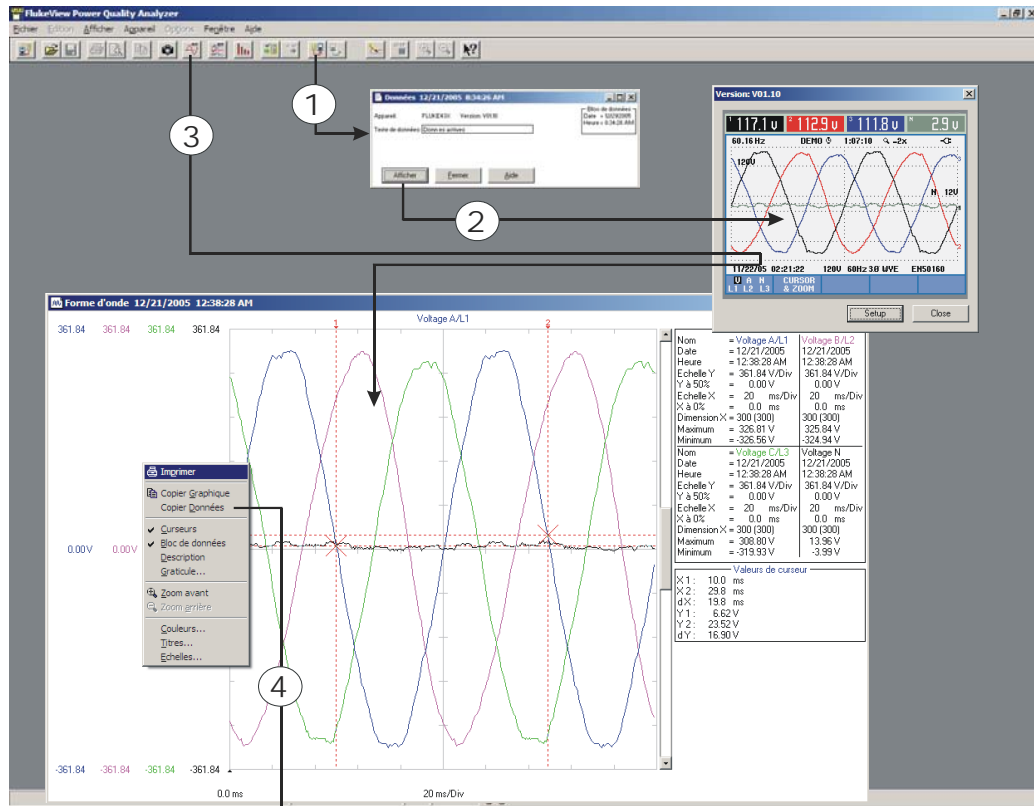 FlukeView Power Quality Analyzer
Fichier Edition Afficher Appareil Options Fenêtre Aide
1
3
Données 12/21/2005 8:34:26 AM
Appareil:
Version: V01.10
Texte de données:
Bloc de données
Afficher Fermer Aide
2
Version: V01.10
1 117.1 U 2 112.9 U 3 111.8 U N 2.9 U
60.16 Hz DEMO 1:07:10 -2X
120U
N 12U
11/22/05 02:21:22 120U 60Hz 3Ø WYE EN50160
U A N CURSOR
L1 L2 L3 & ZOOM
Setup Close
Forme d'onde 12/21/2005 12:38:28 AM
Voltage A/L1
361.84 361.84 361.84 361.84
1 2
Nom = Voltage A/L1 Voltage B/L2
Date = 12/21/2005 12/21/2005
Heure = 12:38:28 AM 12:38:28 AM
Echelle Y = 361.84 V/Div 361.84 V/Div
Y à 50% = 0.00 V 0.00 V
Echelle X = 20 ms/Div 20 ms/Div
X à 0% = 0.0 ms 0.0 ms
Dimension X = 300 (300) 300 (300)
Maximum = 326.81 V 325.84 V
Minimum = -326.56 V -324.94 V
Nom = Voltage C/L3 Voltage N
Date = 12/21/2005 12/21/2005
Heure = 12:38:28 AM 12:38:28 AM
Echelle Y = 361.84 V/Div 361.84 V/Div
Y à 50% = 0.00 V 0.00 V
Echelle X = 20 ms/Div 20 ms/Div
X à 0% = 0.0 ms 0.0 ms
Dimension X = 300 (300) 300 (300)
Maximum = 308.80 V 13.96 V
Minimum = -319.93 V -3.99 V
Valeurs de curseur
X 1 : 10.0 ms
X 2 : 29.8 ms
d X : 19.8 ms
Y 1 : 6.62 V
Y 2 : 23.52 V
d Y : 16.90 V
Imprimer
Copier Graphique
Copier Données
Curseurs
Bloc de données
Description
Graticule...
Zoom avant
Zoom arrière
Couleurs...
Titres...
Echelles...
0.00 V 0.00 V
4
-361.84 -361.84 -361.84 -361.84
0.0 ms 20 ms/Div